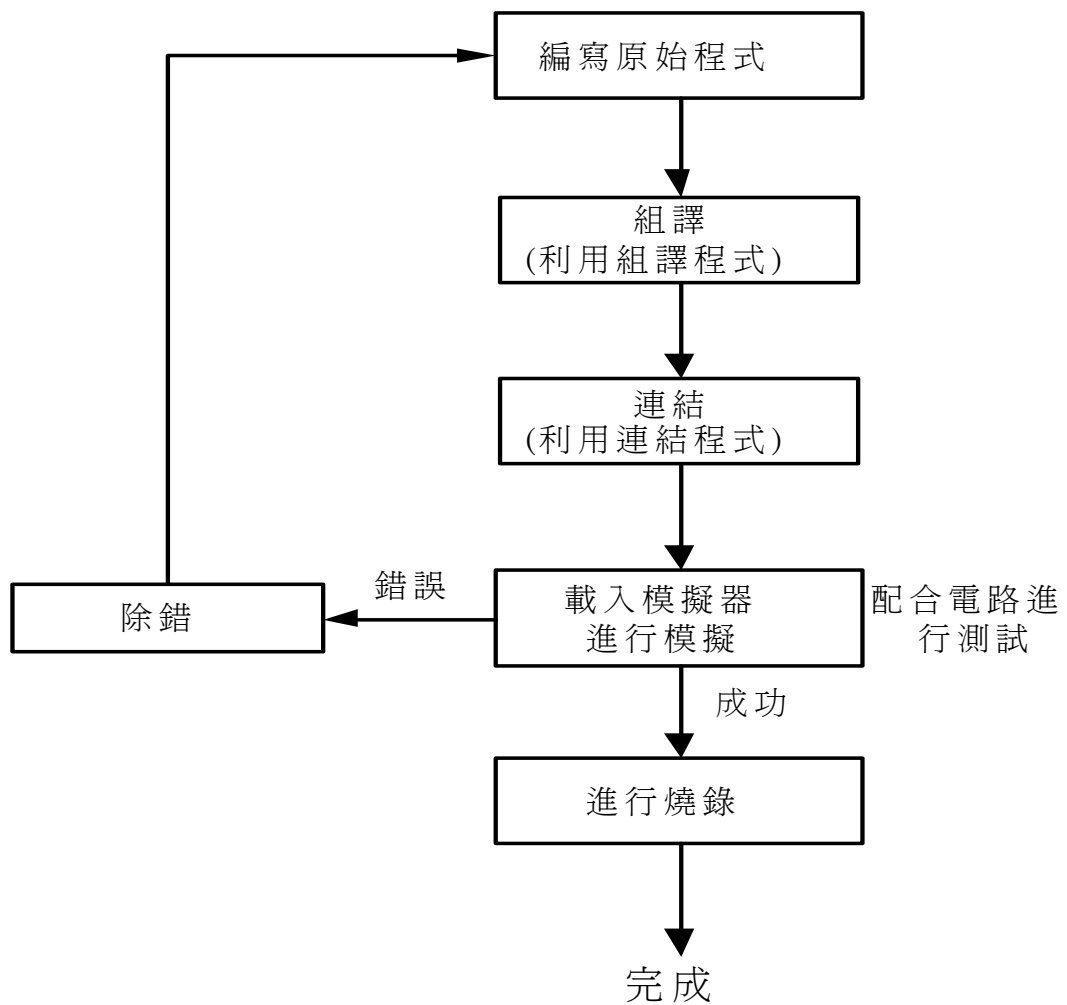 編寫原始程式
組譯
(利用組譯程式)
連結
(利用連結程式)
錯誤
除錯
載入模擬器
進行模擬
配合電路進
行測試
成功
進行燒錄
完成